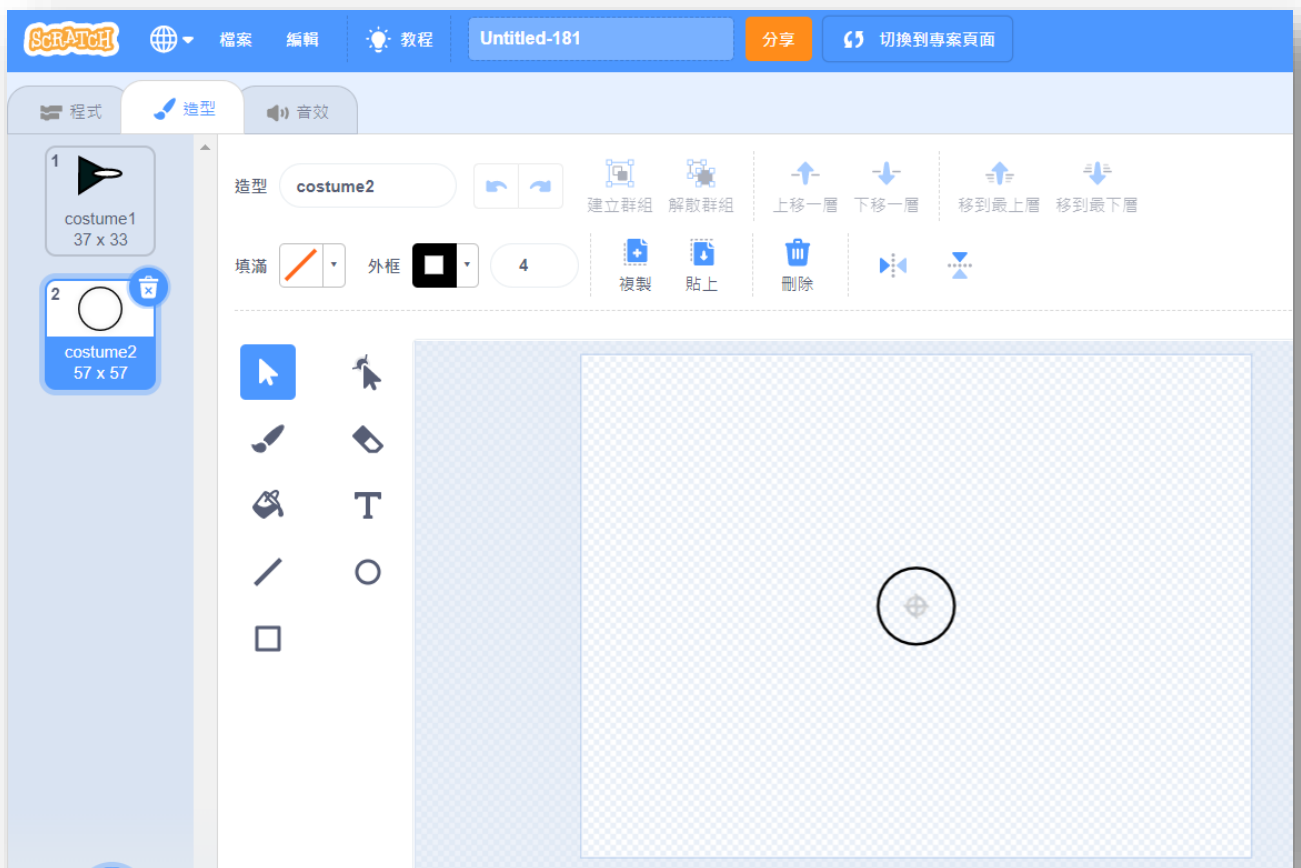 SCRATCH 檔案 編輯 教程 Untitled-181 分享 切換到專案頁面
程式 造型 音效
1
costume1
37 x 33
2
costume2
57 x 57
造型 costume2 建立群組 解散群組 上移一層 下移一層 移到最上層 移到最下層
填滿 外框 4 複製 貼上 刪除
T